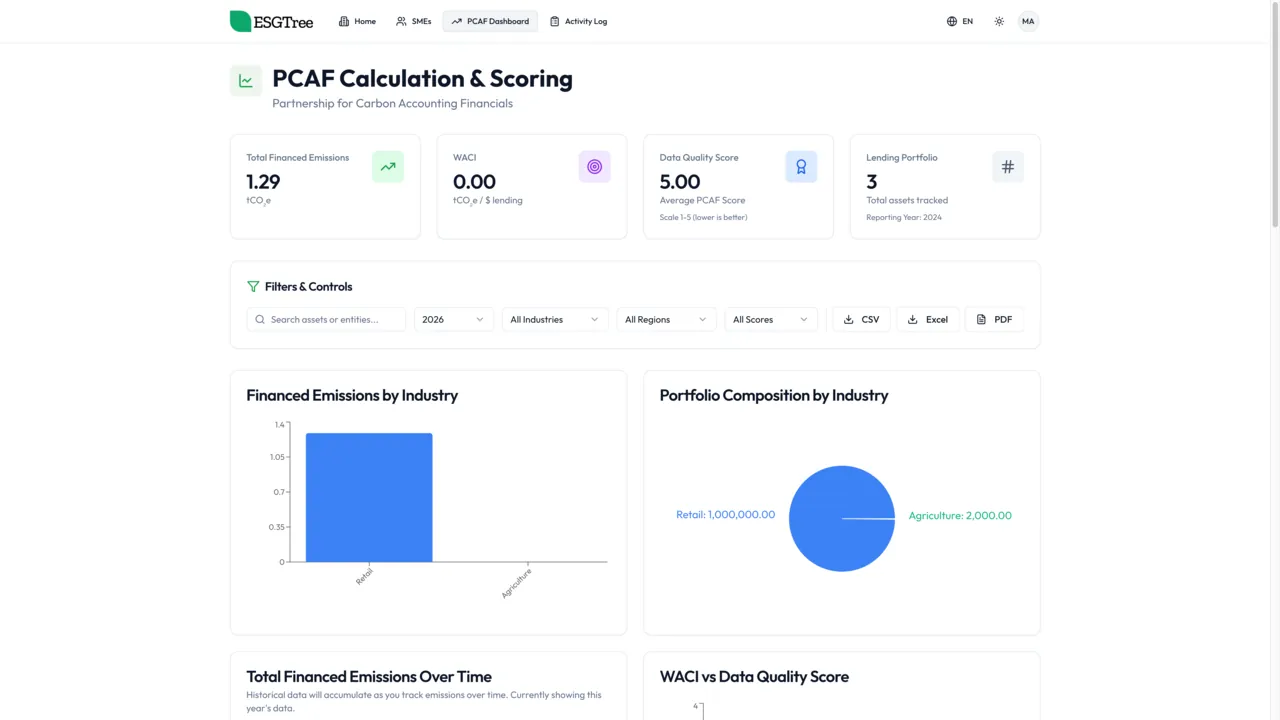 ESGTree
Home
SMEs
PCAF Dashboard
Activity Log
EN
MA
PCAF Calculation & Scoring
Partnership for Carbon Accounting Financials
Total Financed Emissions
1.29
tCO₂e
WACI
0.00
tCO₂e / $ lending
Data Quality Score
5.00
Average PCAF Score
Scale 1-5 (lower is better)
Lending Portfolio
3
Total assets tracked
Reporting Year: 2024
Filters & Controls
Search assets or entities...
2026
All Industries
All Regions
All Scores
CSV
Excel
PDF
Financed Emissions by Industry
1.4
1.05
0.7
0.35
0
Retail
Agriculture
Portfolio Composition by Industry
Retail: 1,000,000.00
Agriculture: 2,000.00
Total Financed Emissions Over Time
Historical data will accumulate as you track emissions over time. Currently showing this
year's data.
WACI vs Data Quality Score
4